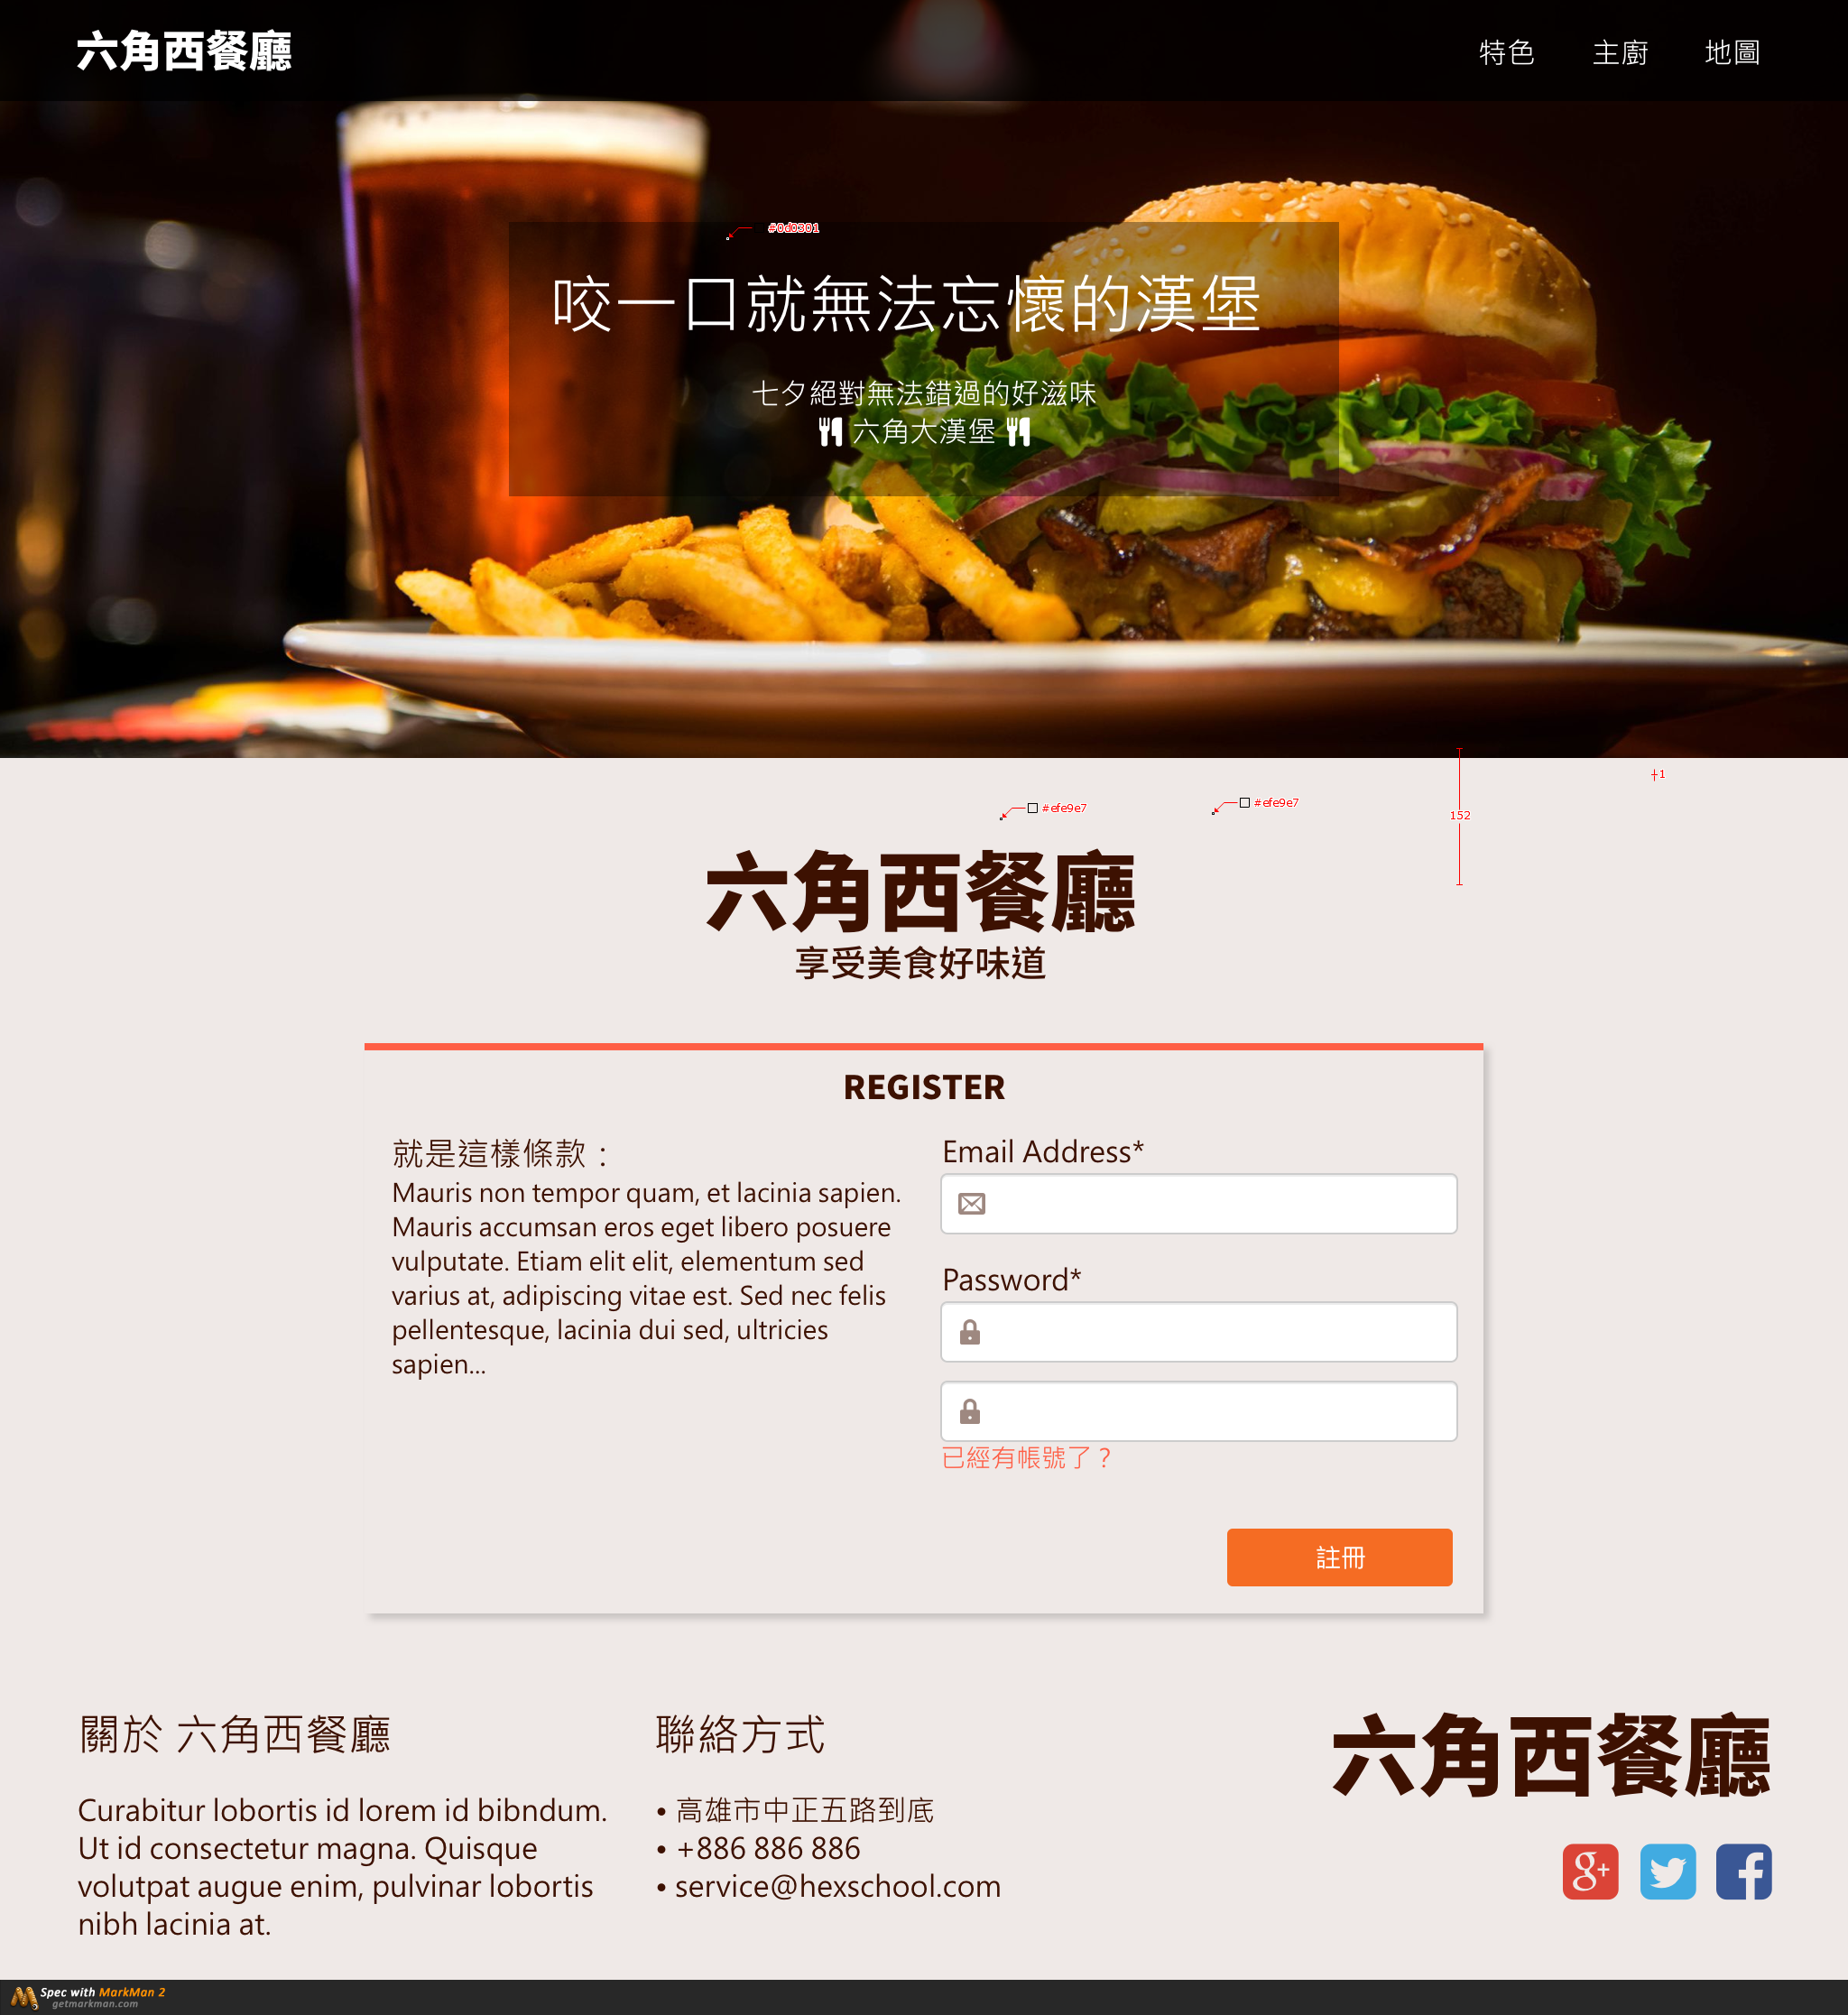 六角西餐廳
特色
主廚
地圖
#0d0301
咬一口就無法忘懷的漢堡
七夕絕對無法錯過的好滋味
六角大漢堡
1
#efe9e7
#efe9e7
152
六角西餐廳
享受美食好味道
REGISTER
就是這樣條款：
Mauris non tempor quam, et lacinia sapien.
Mauris accumsan eros eget libero posuere
vulputate. Etiam elit elit, elementum sed
varius at, adipiscing vitae est. Sed nec felis
pellentesque, lacinia dui sed, ultricies
sapien...
Email Address*
Password*
已經有帳號了？
註冊
關於 六角西餐廳
Curabitur lobortis id lorem id bibndum.
Ut id consectetur magna. Quisque
volutpat augue enim, pulvinar lobortis
nibh lacinia at.
聯絡方式
• 高雄市中正五路到底
• +886 886 886
• service@hexschool.com
六角西餐廳
g+
Spec with MarkMan 2
getmarkman.com